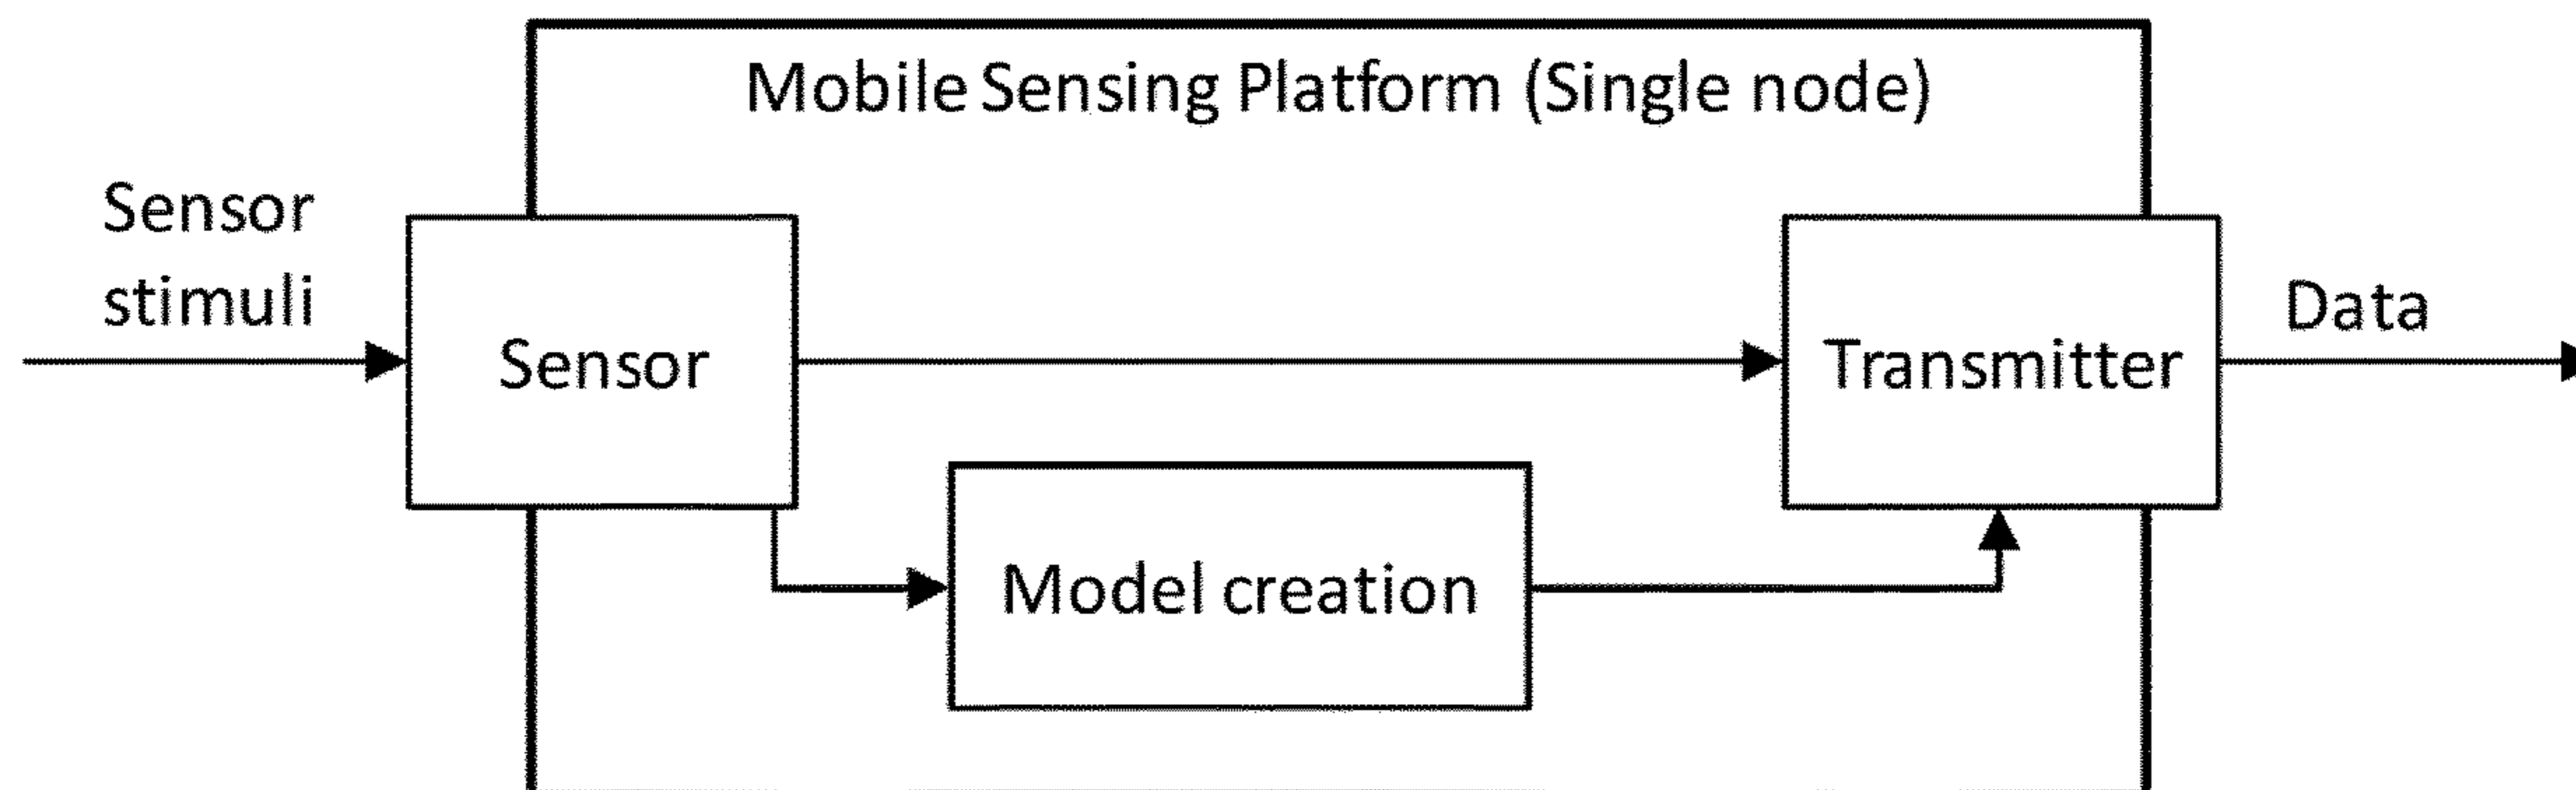 Mobile Sensing Platform (Single node)
Sensor
stimuli
Sensor
Transmitter
Data
Model creation